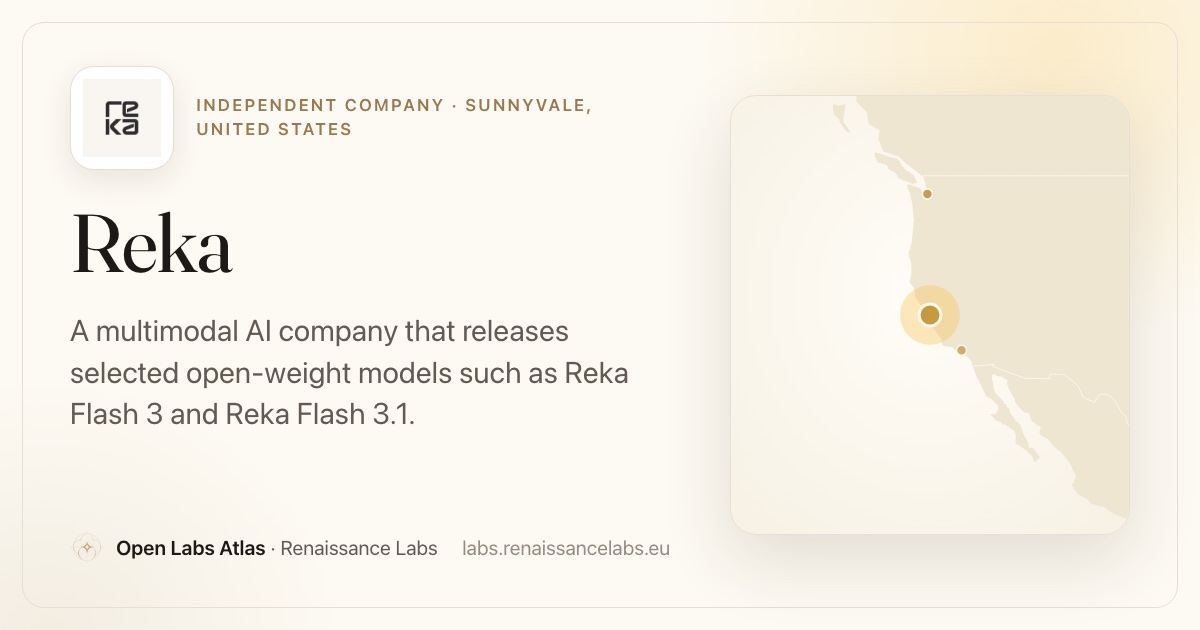 reka
INDEPENDENT COMPANY · SUNNYVALE,
UNITED STATES
Reka
A multimodal AI company that releases
selected open-weight models such as Reka
Flash 3 and Reka Flash 3.1.
Open Labs Atlas · Renaissance Labs labs.renaissancelabs.eu